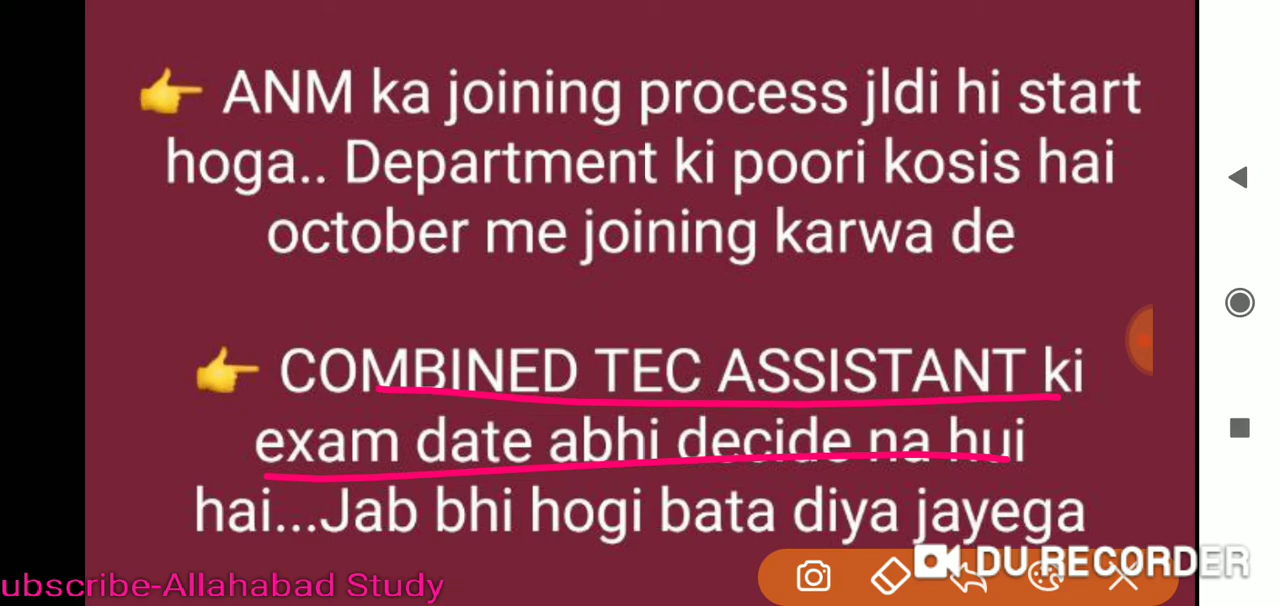 👉 ANM ka joining process jldi hi start
hoga.. Department ki poori kosis hai
october me joining karwa de
👉 COMBINED TEC ASSISTANT ki
exam date abhi decide na hui
hai...Jab bhi hogi bata diya jayega
DU RECORDER
ubscribe-Allahabad Study